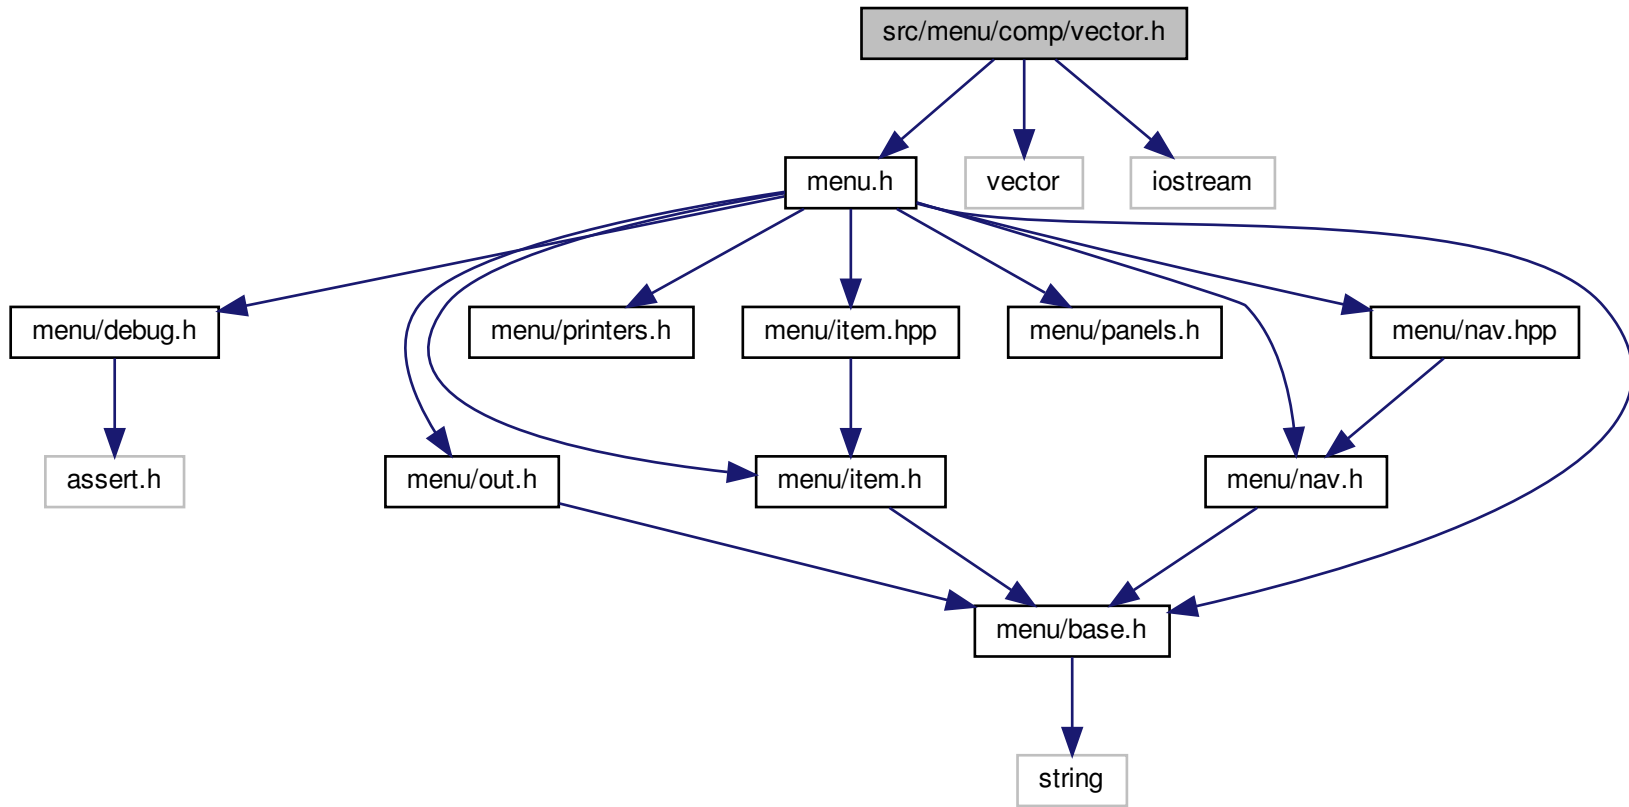 src/menu/comp/vector.h
menu.h
vector
iostream
menu/debug.h
menu/printers.h
menu/item.hpp
menu/panels.h
menu/nav.hpp
assert.h
menu/out.h
menu/item.h
menu/nav.h
menu/base.h
string